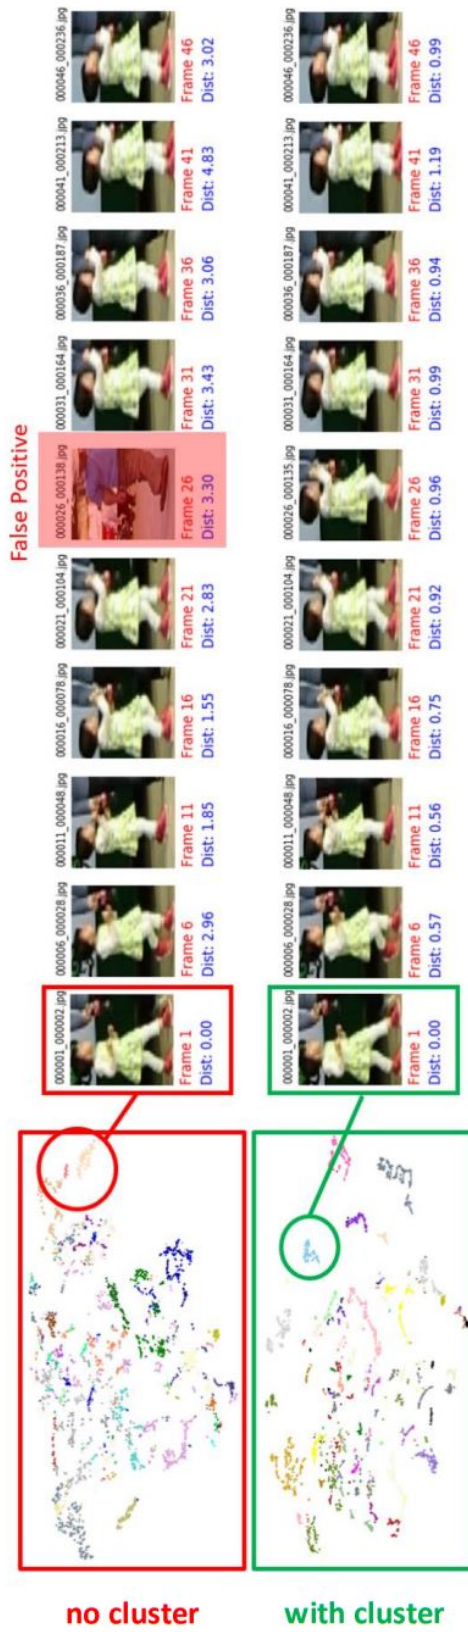 no cluster
False Positive
000001_000002.jpg
Frame 1
Dist: 0.00
000006_000028.jpg
Frame 6
Dist: 2.96
000011_000048.jpg
Frame 11
Dist: 1.85
000016_000078.jpg
Frame 16
Dist: 1.55
000021_000104.jpg
Frame 21
Dist: 2.83
000026_000138.jpg
Frame 26
Dist: 3.30
000031_000164.jpg
Frame 31
Dist: 3.43
000036_000187.jpg
Frame 36
Dist: 3.06
000041_000213.jpg
Frame 41
Dist: 4.83
000046_000236.jpg
Frame 46
Dist: 3.02
with cluster
000001_000002.jpg
Frame 1
Dist: 0.00
000006_000028.jpg
Frame 6
Dist: 0.57
000011_000048.jpg
Frame 11
Dist: 0.56
000016_000078.jpg
Frame 16
Dist: 0.75
000021_000104.jpg
Frame 21
Dist: 0.92
000026_000135.jpg
Frame 26
Dist: 0.96
000031_000164.jpg
Frame 31
Dist: 0.99
000036_000187.jpg
Frame 36
Dist: 0.94
000041_000213.jpg
Frame 41
Dist: 1.19
000046_000236.jpg
Frame 46
Dist: 0.99